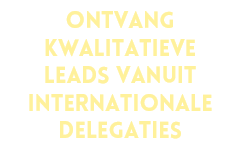 ONTVANG
KWALITATIEVE
LEADS VANUIT
INTERNATIONALE
DELEGATIES